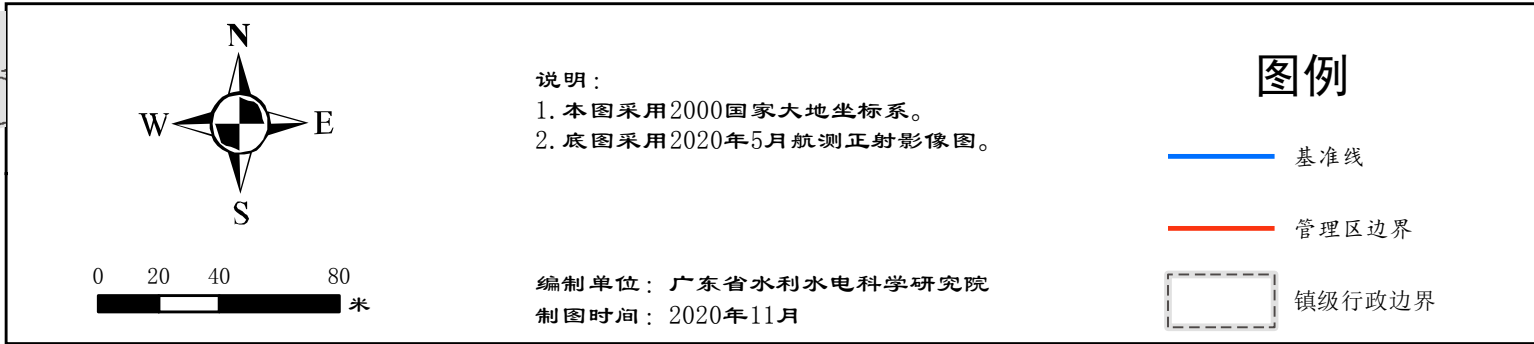 N
W
E
S
0 20 40 80
米
说明：
1.本图采用2000国家大地坐标系。
2.底图采用2020年5月航测正射影像图。
编制单位：广东省水利水电科学研究院
制图时间：2020年11月
图例
基准线
管理区边界
镇级行政边界